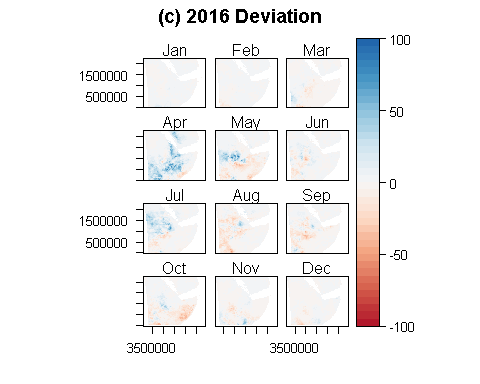 (c) 2016 Deviation
Jan Feb Mar
1500000
500000
Apr May Jun
Jul Aug Sep
1500000
500000
Oct Nov Dec
3500000 3500000
100
50
0
-50
-100